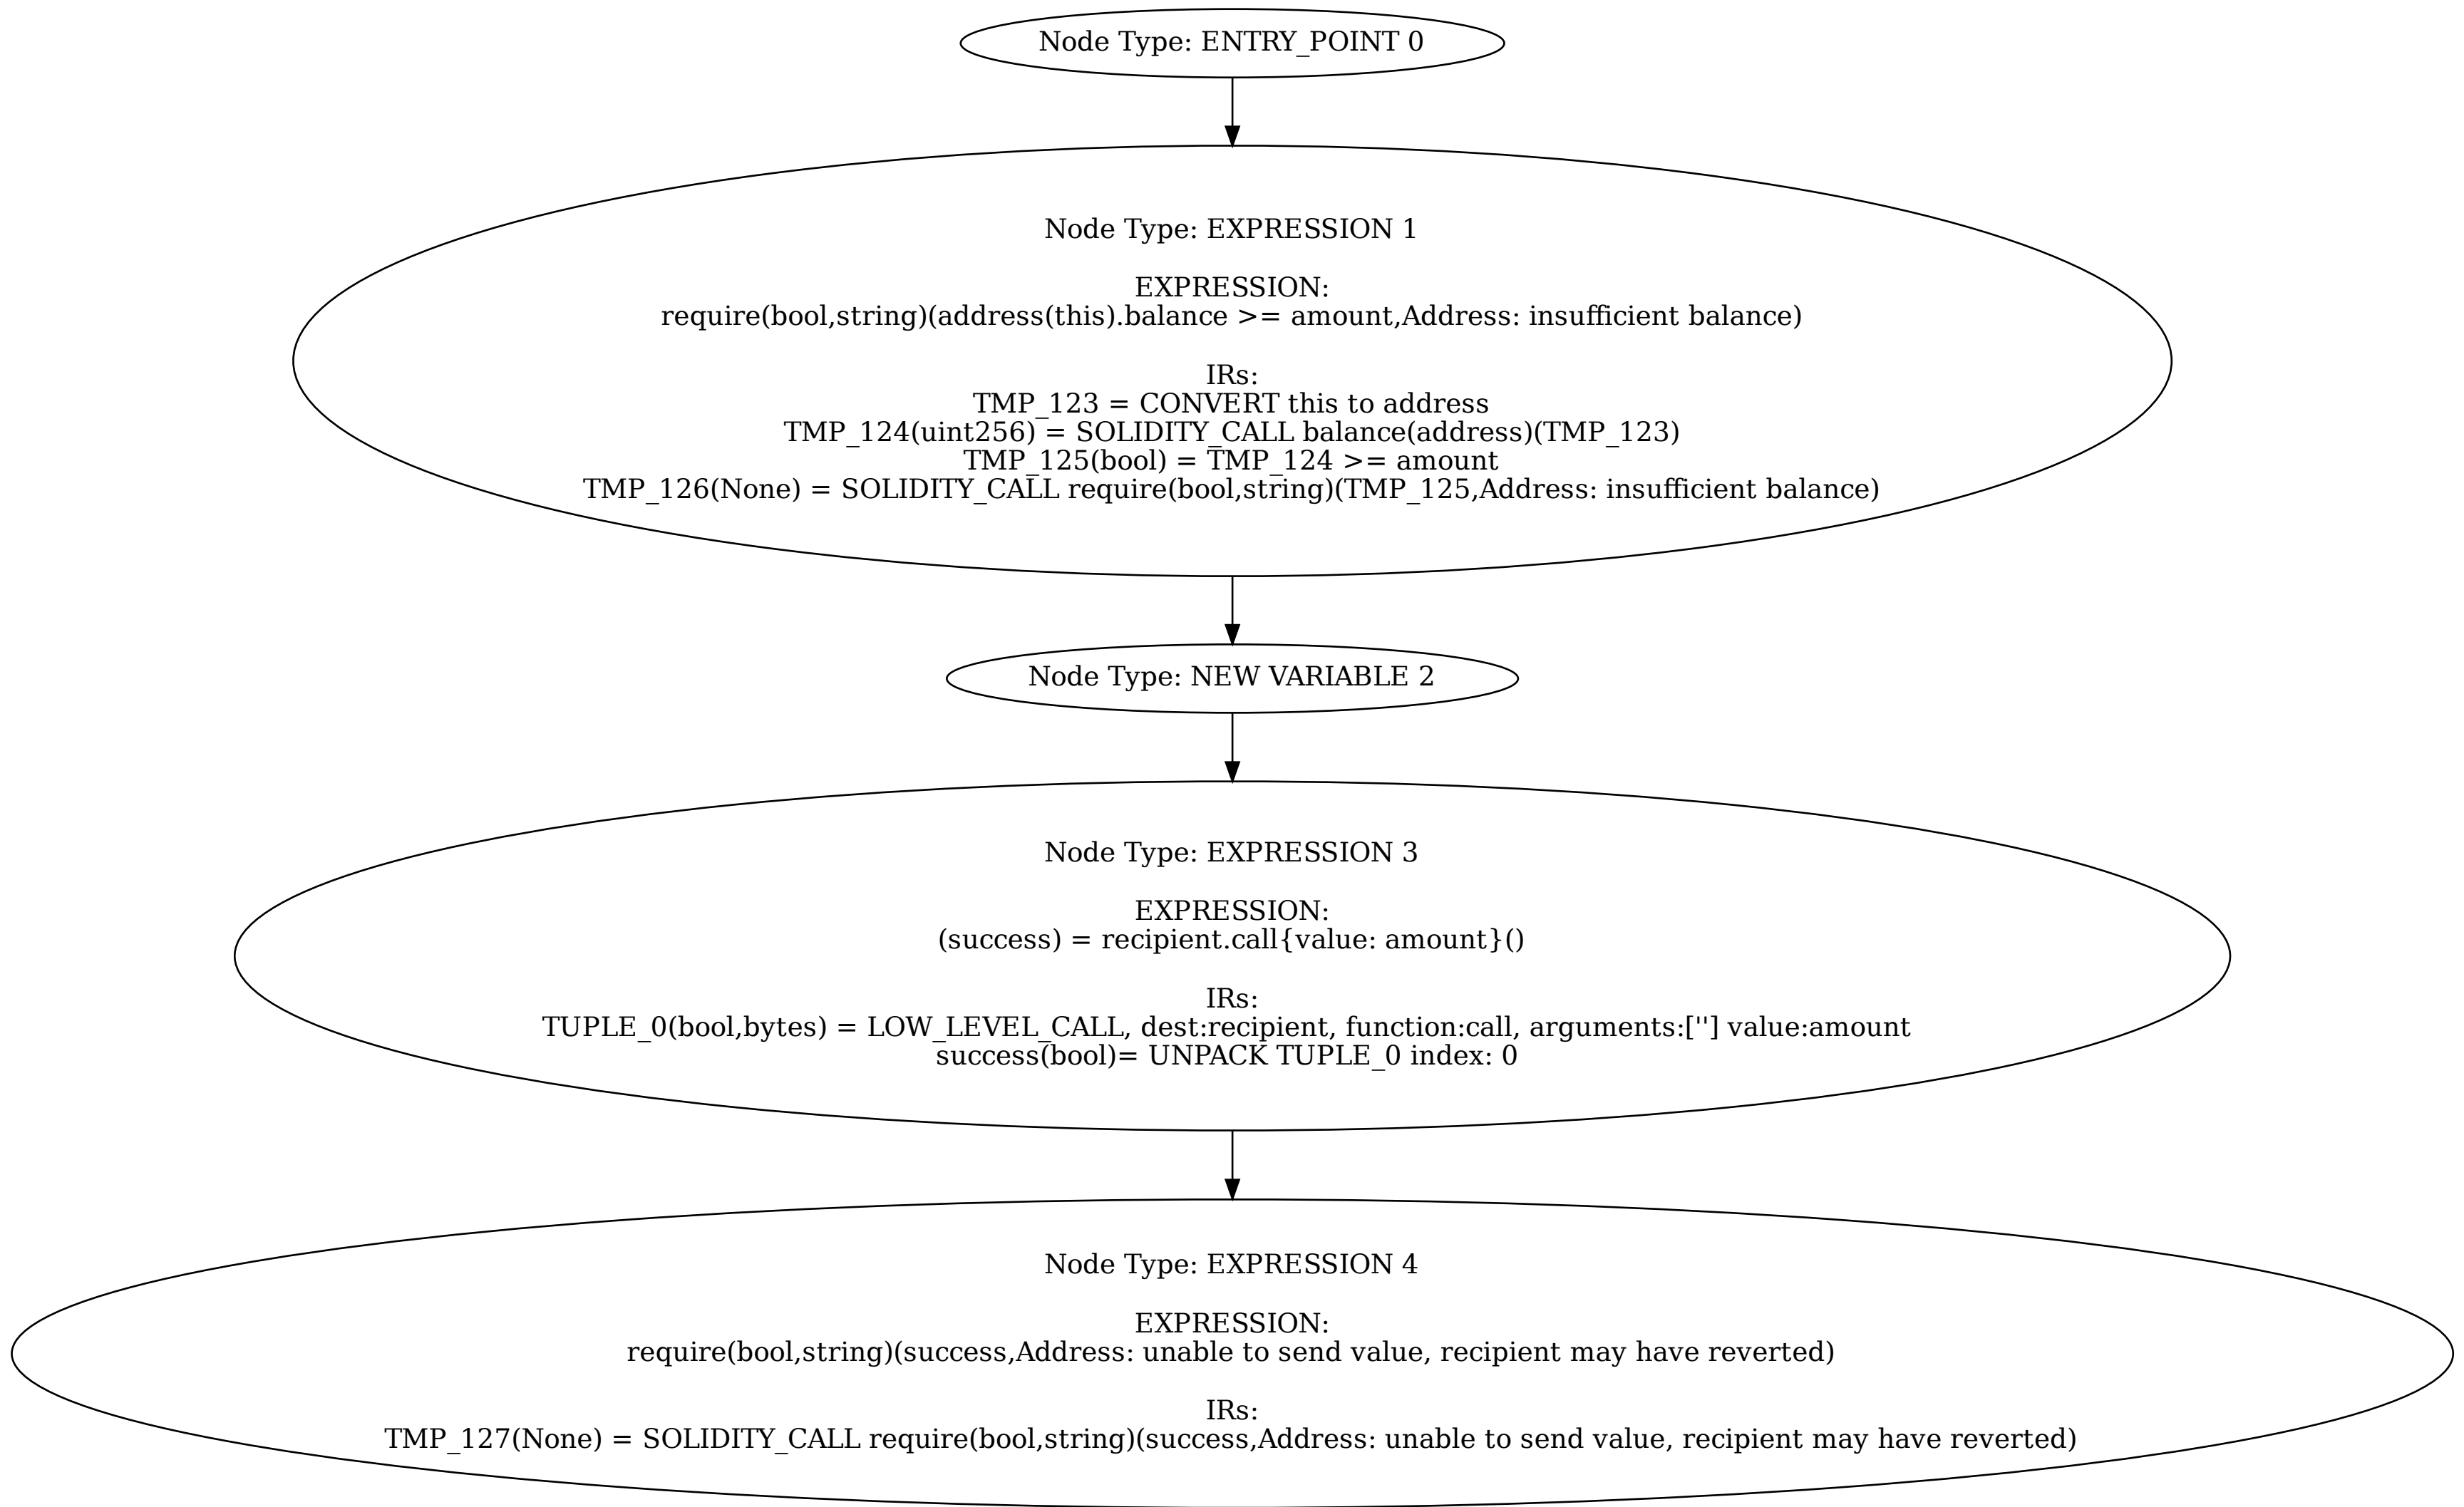 Node Type: ENTRY_POINT 0
Node Type: EXPRESSION 1
EXPRESSION:
require(bool,string)(address(this).balance >= amount,Address: insufficient balance)
IRs:
TMP_123 = CONVERT this to address
TMP_124(uint256) = SOLIDITY_CALL balance(address)(TMP_123)
TMP_125(bool) = TMP_124 >= amount
TMP_126(None) = SOLIDITY_CALL require(bool,string)(TMP_125,Address: insufficient balance)
Node Type: NEW VARIABLE 2
Node Type: EXPRESSION 3
EXPRESSION:
(success) = recipient.call{value: amount}()
IRs:
TUPLE_0(bool,bytes) = LOW_LEVEL_CALL, dest:recipient, function:call, arguments:[''] value:amount
success(bool)= UNPACK TUPLE_0 index: 0
Node Type: EXPRESSION 4
EXPRESSION:
require(bool,string)(success,Address: unable to send value, recipient may have reverted)
IRs:
TMP_127(None) = SOLIDITY_CALL require(bool,string)(success,Address: unable to send value, recipient may have reverted)